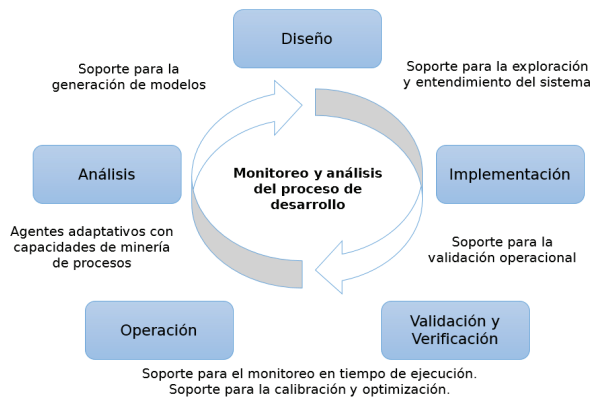 Diseño
Soporte para la
generación de modelos
Soporte para la exploración
y entendimiento del sistema
Análisis
Monitoreo y análisis
del proceso de
desarrollo
Implementación
Agentes adaptativos con
capacidades de minería
de procesos
Soporte para la
validación operacional
Operación
Validación y
Verificación
Soporte para el monitoreo en tiempo de ejecución.
Soporte para la calibración y optimización.